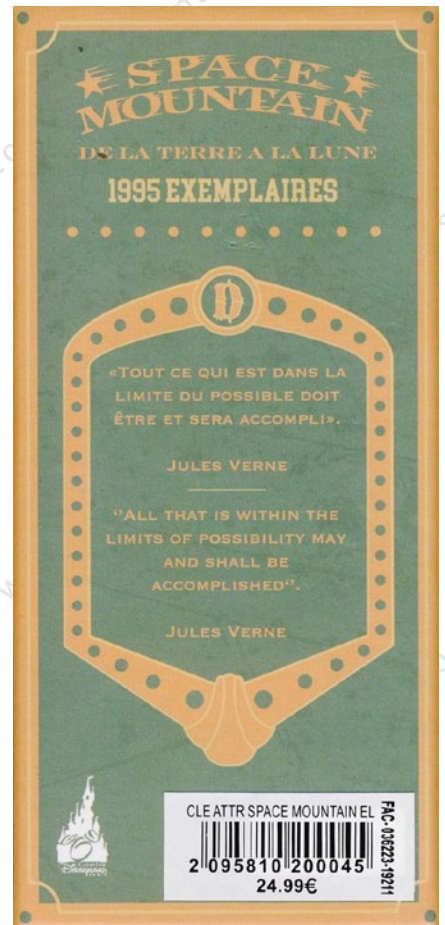 SPACE
MOUNTAIN
DE LA TERRE A LA LUNE
1995 EXEMPLAIRES
D
«TOUT CE QUI EST DANS LA
LIMITE DU POSSIBLE DOIT
ÊTRE ET SERA ACCOMPLI».
JULES VERNE
"ALL THAT IS WITHIN THE
LIMITS OF POSSIBILITY MAY
AND SHALL BE
ACCOMPLISHED".
JULES VERNE
Disneyland
PARIS
CLE ATTR SPACE MOUNTAIN EL
2 095810 200045
24.99€
FAC- 036223-19211